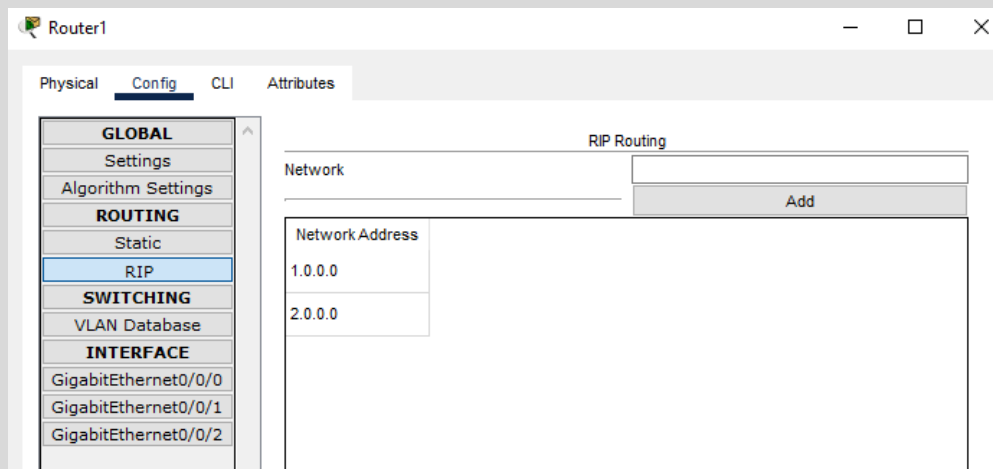 Router1
Physical Config CLI Attributes
GLOBAL
Settings
Algorithm Settings
ROUTING
Static
RIP
SWITCHING
VLAN Database
INTERFACE
GigabitEthernet0/0/0
GigabitEthernet0/0/1
GigabitEthernet0/0/2
RIP Routing
Network
Add
Network Address
1.0.0.0
2.0.0.0